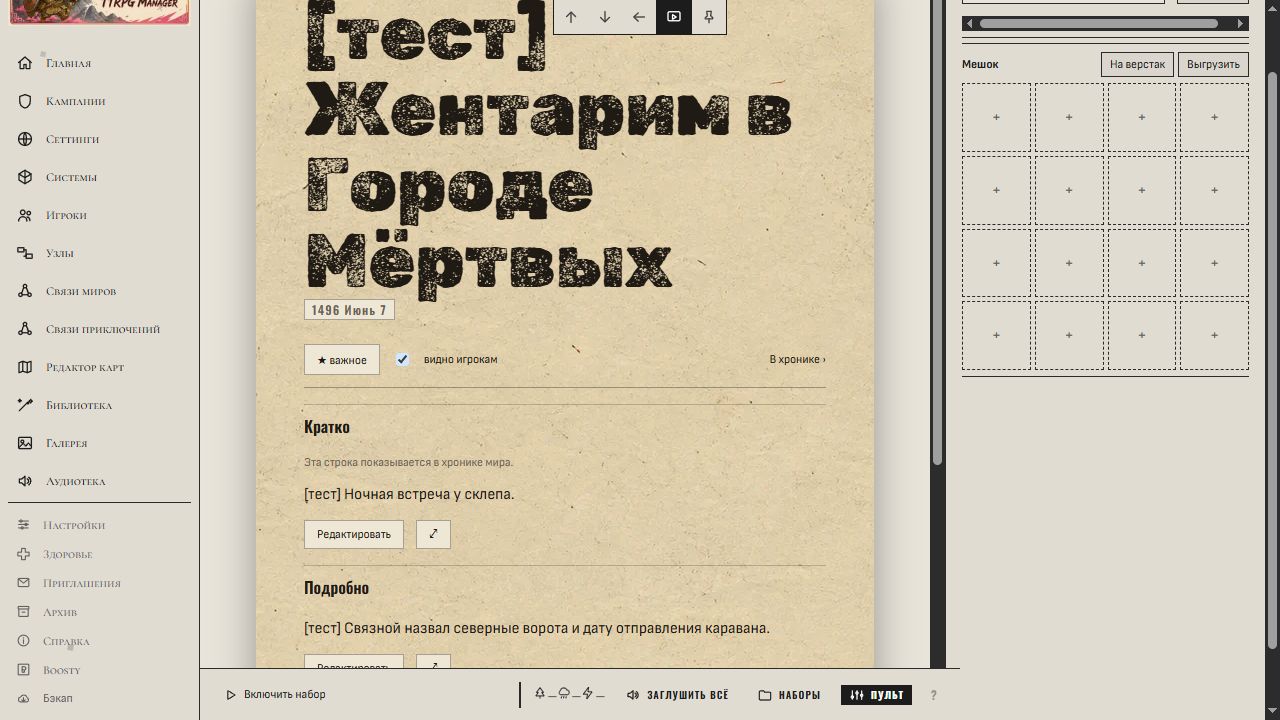 TTRPG MANAGER
Главная
Кампании
Сеттинги
Системы
Игроки
Узлы
Связи миров
Связи приключений
Редактор карт
Библиотека
Галерея
Аудиотека
Настройки
Здоровье
Приглашения
Архив
Справка
Boosty
Бэкап
[тест]
Жентарим в
Городе
Мёртвых
1496 Июнь 7
★ важное
видно игрокам
В хронике ›
Кратко
Эта строка показывается в хронике мира.
[тест] Ночная встреча у склепа.
Редактировать
Подробно
[тест] Связной назвал северные ворота и дату отправления каравана.
Редактировать
Включить набор
— — —
ЗАГЛУШИТЬ ВСЁ
НАБОРЫ
ПУЛЬТ
?
Мешок
На верстак
Выгрузить
+ + + +
+ + + +
+ + + +
+ + + +